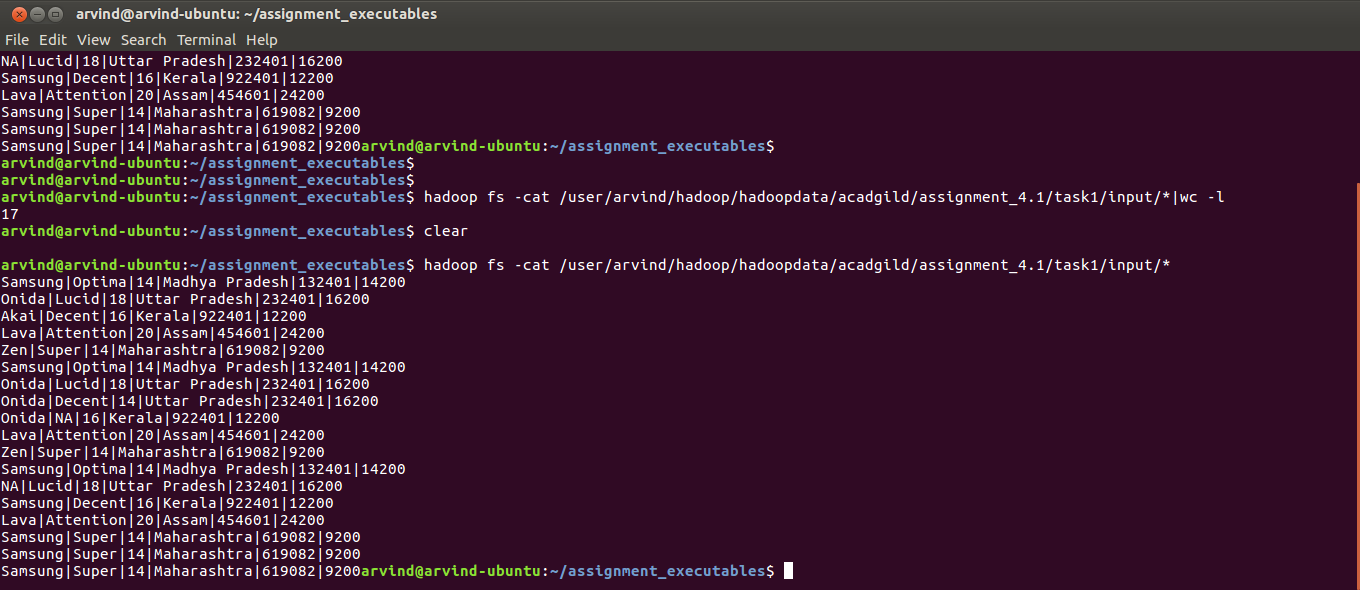 arvind@arvind-ubuntu: ~/assignment_executables
File Edit View Search Terminal Help
NA|Lucid|18|Uttar Pradesh|232401|16200
Samsung|Decent|16|Kerala|922401|12200
Lava|Attention|20|Assam|454601|24200
Samsung|Super|14|Maharashtra|619082|9200
Samsung|Super|14|Maharashtra|619082|9200
Samsung|Super|14|Maharashtra|619082|9200arvind@arvind-ubuntu:~/assignment_executables$
arvind@arvind-ubuntu:~/assignment_executables$
arvind@arvind-ubuntu:~/assignment_executables$
arvind@arvind-ubuntu:~/assignment_executables$ hadoop fs -cat /user/arvind/hadoop/hadoopdata/acadgild/assignment_4.1/task1/input/*|wc -l
17
arvind@arvind-ubuntu:~/assignment_executables$ clear
arvind@arvind-ubuntu:~/assignment_executables$ hadoop fs -cat /user/arvind/hadoop/hadoopdata/acadgild/assignment_4.1/task1/input/*
Samsung|Optima|14|Madhya Pradesh|132401|14200
Onida|Lucid|18|Uttar Pradesh|232401|16200
Akai|Decent|16|Kerala|922401|12200
Lava|Attention|20|Assam|454601|24200
Zen|Super|14|Maharashtra|619082|9200
Samsung|Optima|14|Madhya Pradesh|132401|14200
Onida|Lucid|18|Uttar Pradesh|232401|16200
Onida|Decent|14|Uttar Pradesh|232401|16200
Onida|NA|16|Kerala|922401|12200
Lava|Attention|20|Assam|454601|24200
Zen|Super|14|Maharashtra|619082|9200
Samsung|Optima|14|Madhya Pradesh|132401|14200
NA|Lucid|18|Uttar Pradesh|232401|16200
Samsung|Decent|16|Kerala|922401|12200
Lava|Attention|20|Assam|454601|24200
Samsung|Super|14|Maharashtra|619082|9200
Samsung|Super|14|Maharashtra|619082|9200
Samsung|Super|14|Maharashtra|619082|9200arvind@arvind-ubuntu:~/assignment_executables$